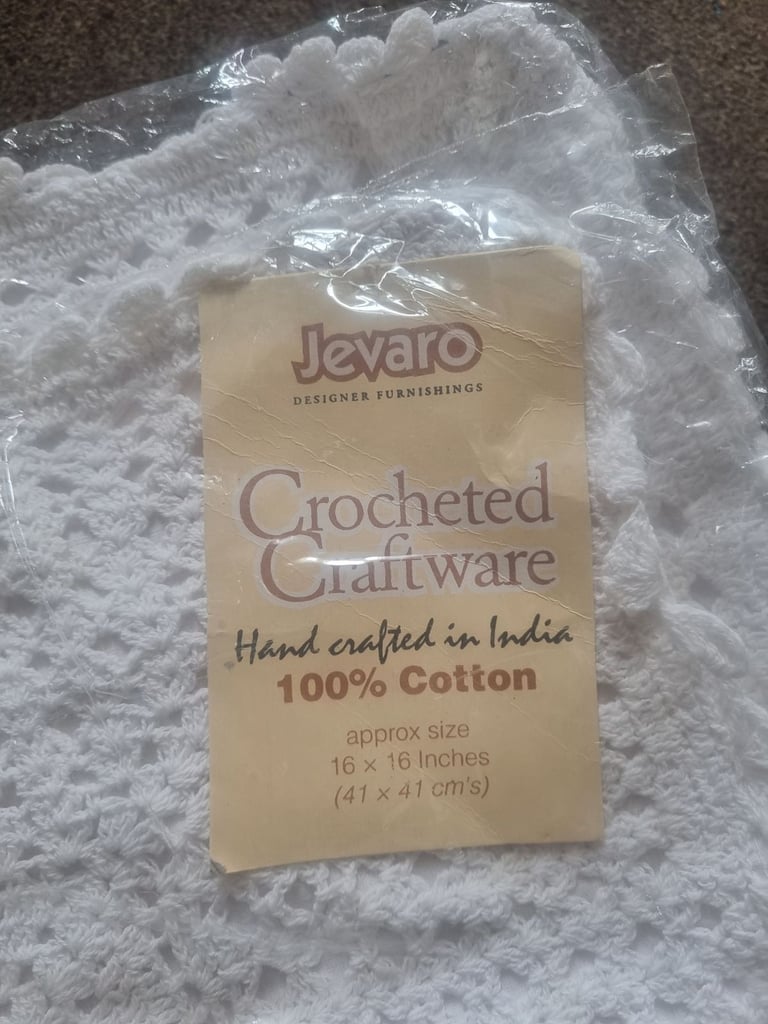 Jevaro
DESIGNER FURNISHINGS
Crocheted
Craftware
Hand crafted in India
100% Cotton
approx size
16 × 16 Inches
(41 × 41 cm's)